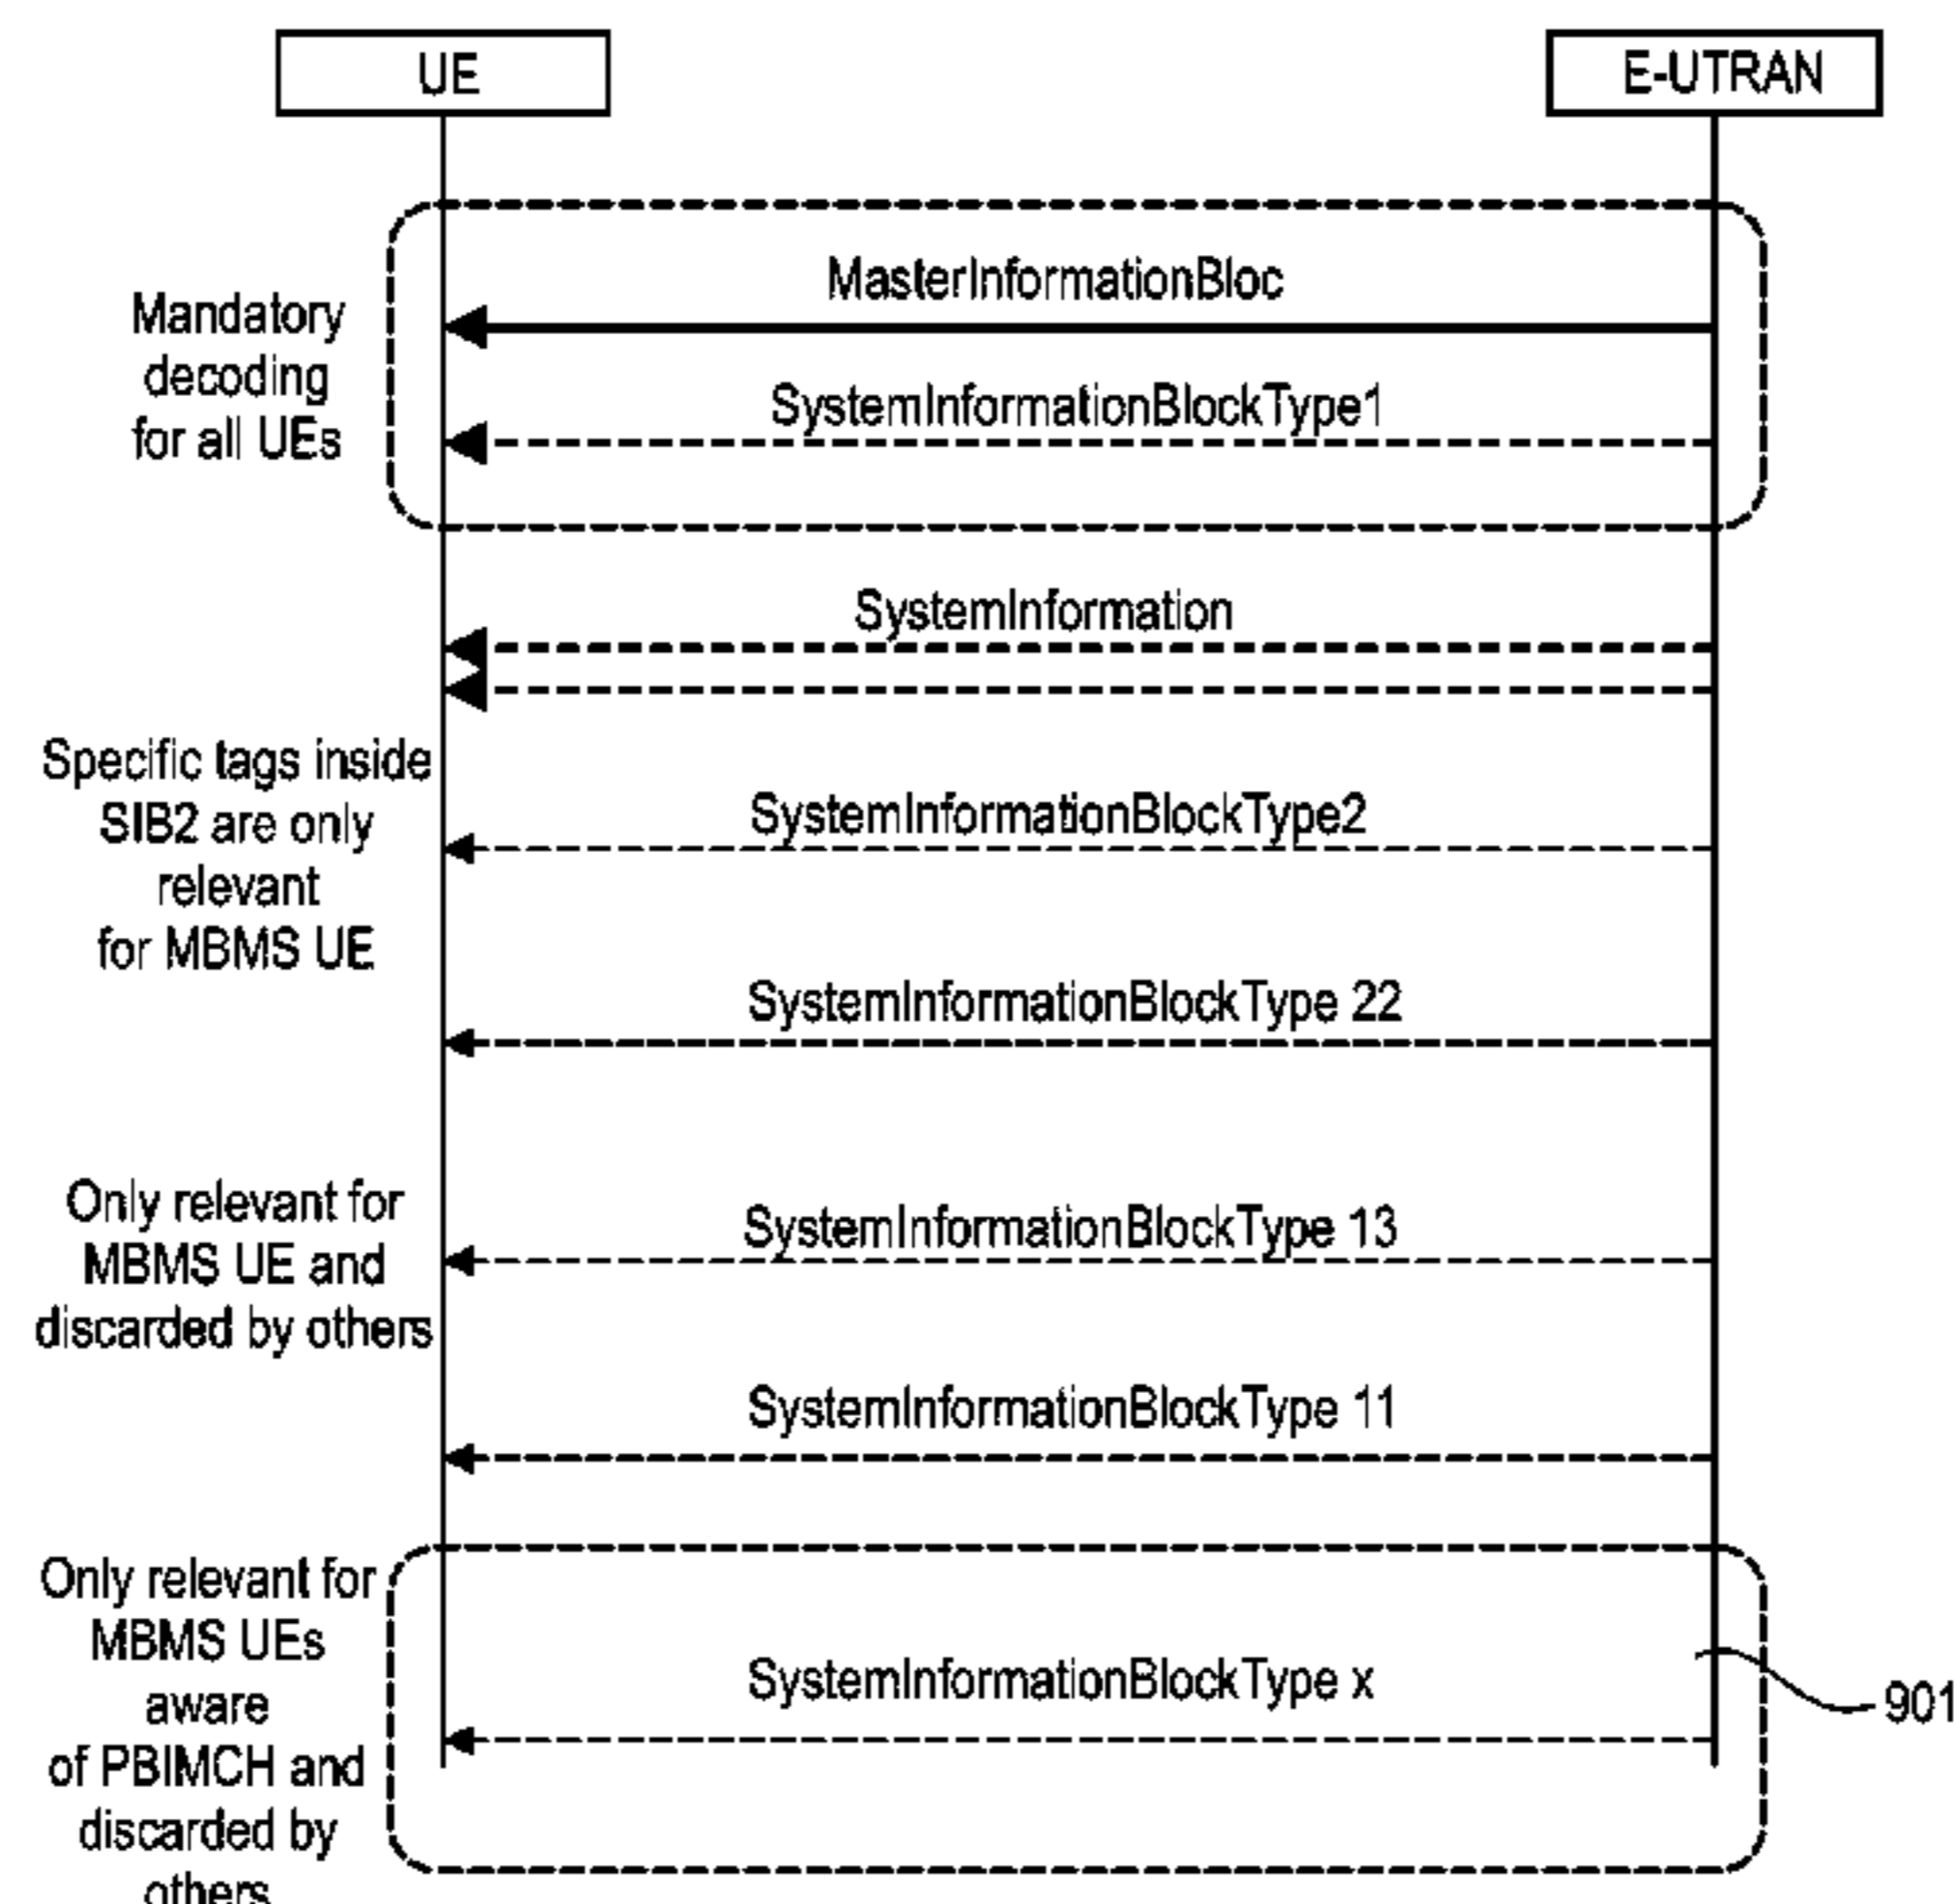 UE
E-UTRAN
MasterInformationBloc
Mandatory
decoding
for all UEs
SystemInformationBlockType1
SystemInformation
Specific tags inside
SIB2 are only
relevant
for MBMS UE
SystemInformationBlockType2
SystemInformationBlockType 22
Only relevant for
MBMS UE and
discarded by others
SystemInformationBlockType 13
SystemInformationBlockType 11
Only relevant for
MBMS UEs
aware
of PBIMCH and
discarded by
others
SystemInformationBlockType x
901